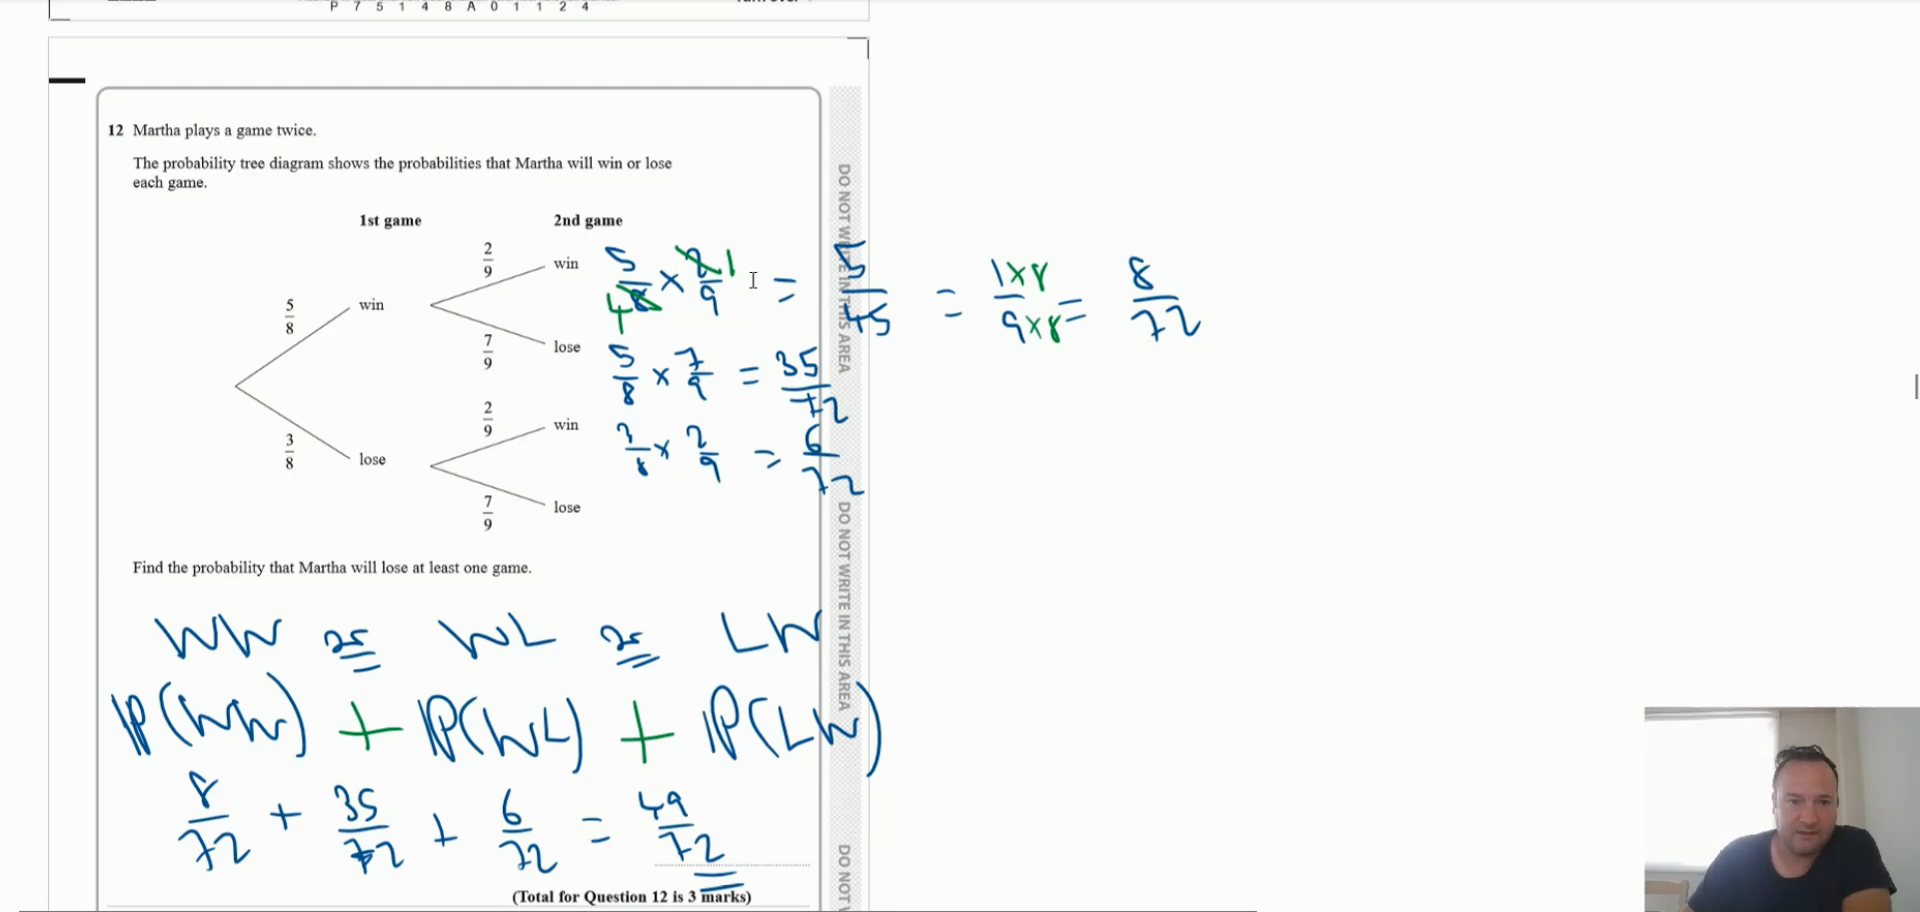 P 7 5 1 4 8 A 0 1 1 2 4
12 Martha plays a game twice.
The probability tree diagram shows the probabilities that Martha will win or lose
each game.
1st game 2nd game
2/9 win 5/8 4 × 2/9 1 = 5/45 = 1×8/9×8 = 8/72
5/8 win
7/9 lose 5/8 × 7/9 = 35/72
2/9 win 3/8 × 2/9 = 6/72
3/8 lose
7/9 lose
Find the probability that Martha will lose at least one game.
WW or WL or LW
P(WW) + P(WL) + P(LW)
8/72 + 35/72 + 6/72 = 49/72
(Total for Question 12 is 3 marks)
DO NOT WRITE IN THIS AREA
DO NOT WRITE IN THIS AREA
DO NOT